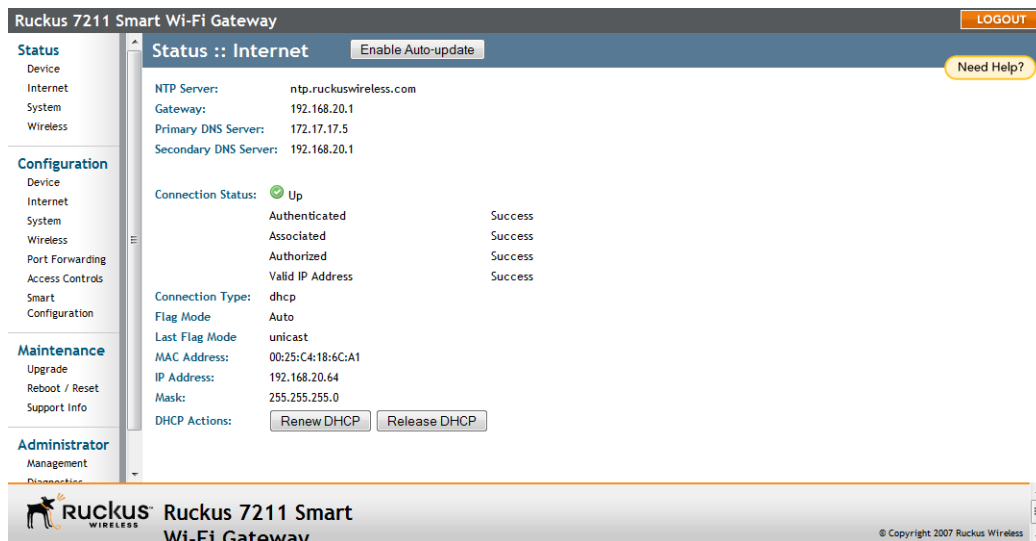 Ruckus 7211 Smart Wi-Fi Gateway
LOGOUT
Status
Device
Internet
System
Wireless
Configuration
Device
Internet
System
Wireless
Port Forwarding
Access Controls
Smart
Configuration
Maintenance
Upgrade
Reboot / Reset
Support Info
Administrator
Management
Diagnostics
Status :: Internet
Enable Auto-update
Need Help?
NTP Server: ntp.ruckuswireless.com
Gateway: 192.168.20.1
Primary DNS Server: 172.17.17.5
Secondary DNS Server: 192.168.20.1
Connection Status: Up
Authenticated Success
Associated Success
Authorized Success
Valid IP Address Success
Connection Type: dhcp
Flag Mode Auto
Last Flag Mode unicast
MAC Address: 00:25:C4:18:6C:A1
IP Address: 192.168.20.64
Mask: 255.255.255.0
DHCP Actions: Renew DHCP Release DHCP
RUCKUS WIRELESS
Ruckus 7211 Smart
Wi-Fi Gateway
© Copyright 2007 Ruckus Wireless